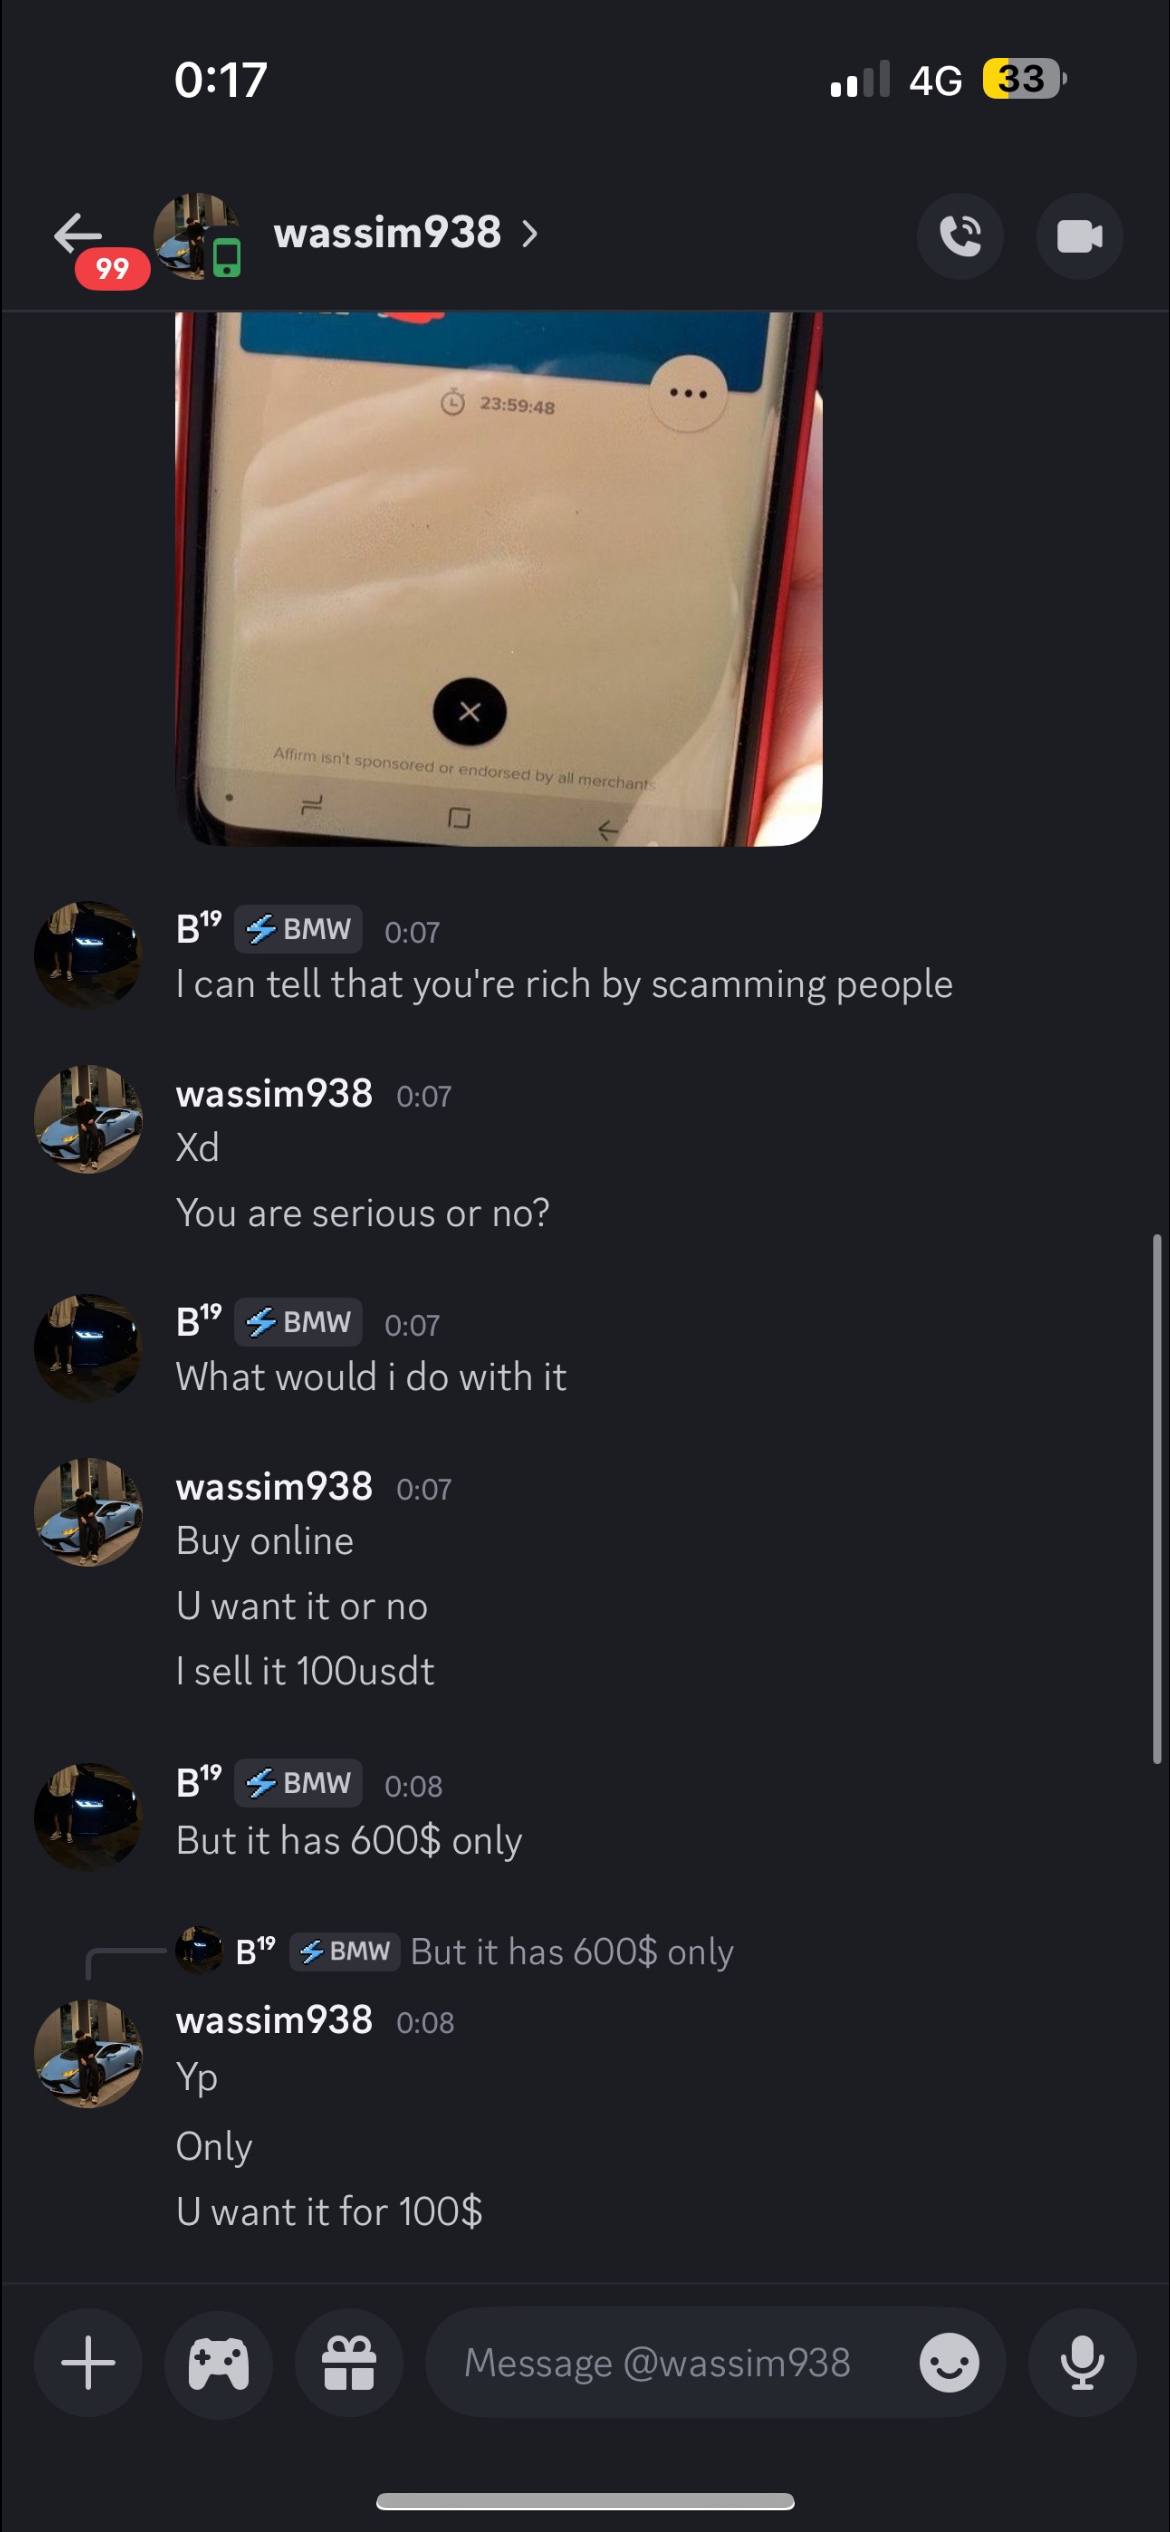 0:17
4G
33
99
wassim938
23:59:48
Affirm isn't sponsored or endorsed by all merchants
B¹⁹ BMW 0:07
I can tell that you're rich by scamming people
wassim938 0:07
Xd
You are serious or no?
B¹⁹ BMW 0:07
What would i do with it
wassim938 0:07
Buy online
U want it or no
I sell it 100usdt
B¹⁹ BMW 0:08
But it has 600$ only
B¹⁹ BMW But it has 600$ only
wassim938 0:08
Yp
Only
U want it for 100$
Message @wassim938